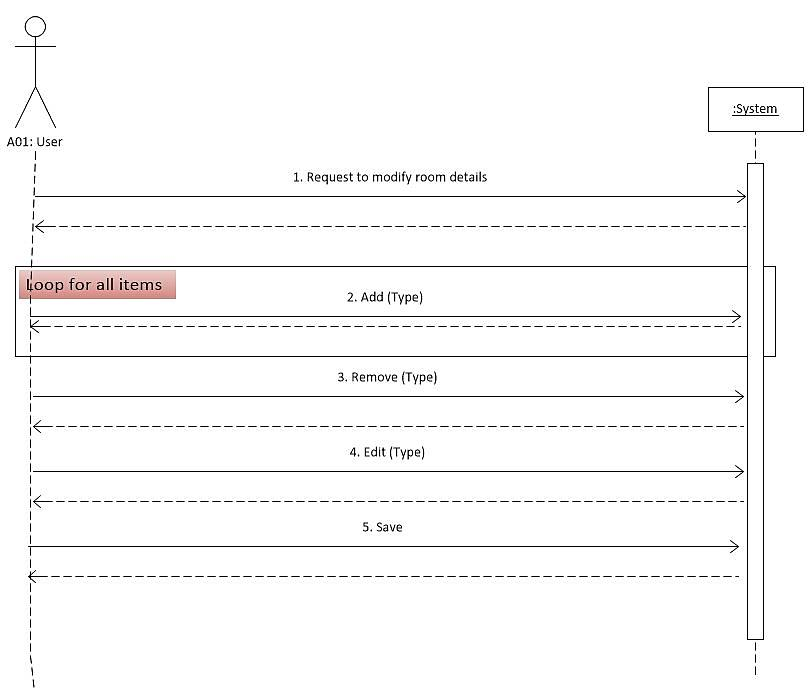 :System
A01: User
1. Request to modify room details
Loop for all items
2. Add (Type)
3. Remove (Type)
4. Edit (Type)
5. Save